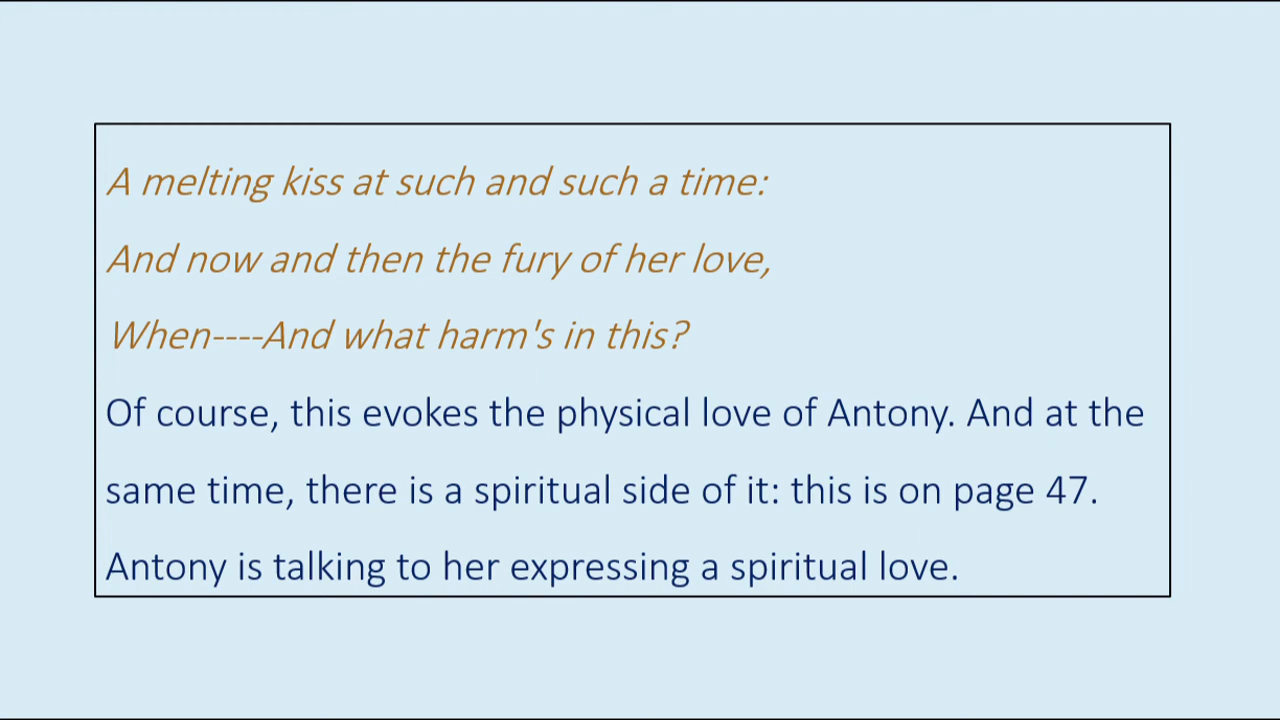 A melting kiss at such and such a time:
And now and then the fury of her love,
When----And what harm's in this?
Of course, this evokes the physical love of Antony. And at the
same time, there is a spiritual side of it: this is on page 47.
Antony is talking to her expressing a spiritual love.